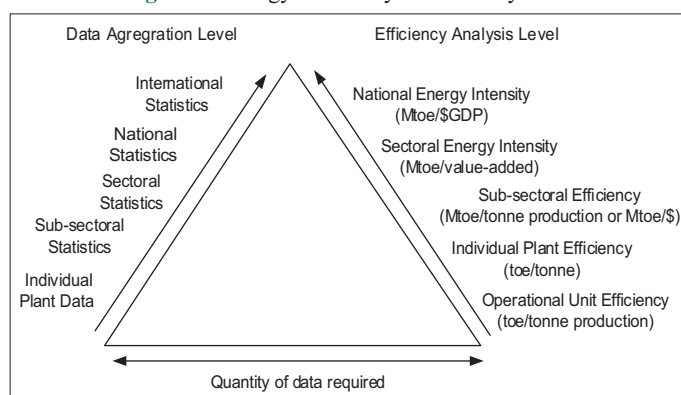 Data Agregration Level
Efficiency Analysis Level
International
Statistics
National
Statistics
Sectoral
Statistics
Sub-sectoral
Statistics
Individual
Plant Data
National Energy Intensity
(Mtoe/$GDP)
Sectoral Energy Intensity
(Mtoe/value-added)
Sub-sectoral Efficiency
(Mtoe/tonne production or Mtoe/$)
Individual Plant Efficiency
(toe/tonne)
Operational Unit Efficiency
(toe/tonne production)
Quantity of data required